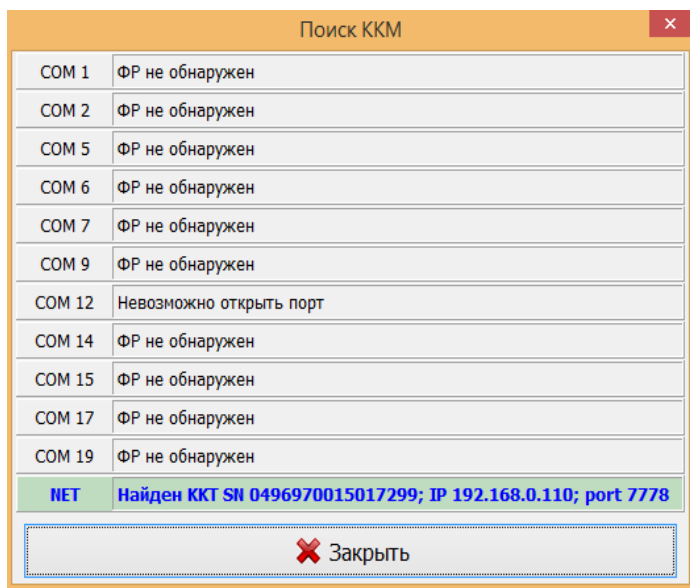 Поиск ККМ
COM 1 ФР не обнаружен
COM 2 ФР не обнаружен
COM 5 ФР не обнаружен
COM 6 ФР не обнаружен
COM 7 ФР не обнаружен
COM 9 ФР не обнаружен
COM 12 Невозможно открыть порт
COM 14 ФР не обнаружен
COM 15 ФР не обнаружен
COM 17 ФР не обнаружен
COM 19 ФР не обнаружен
NET Найден ККТ SN 0496970015017299; IP 192.168.0.110; port 7778
Закрыть